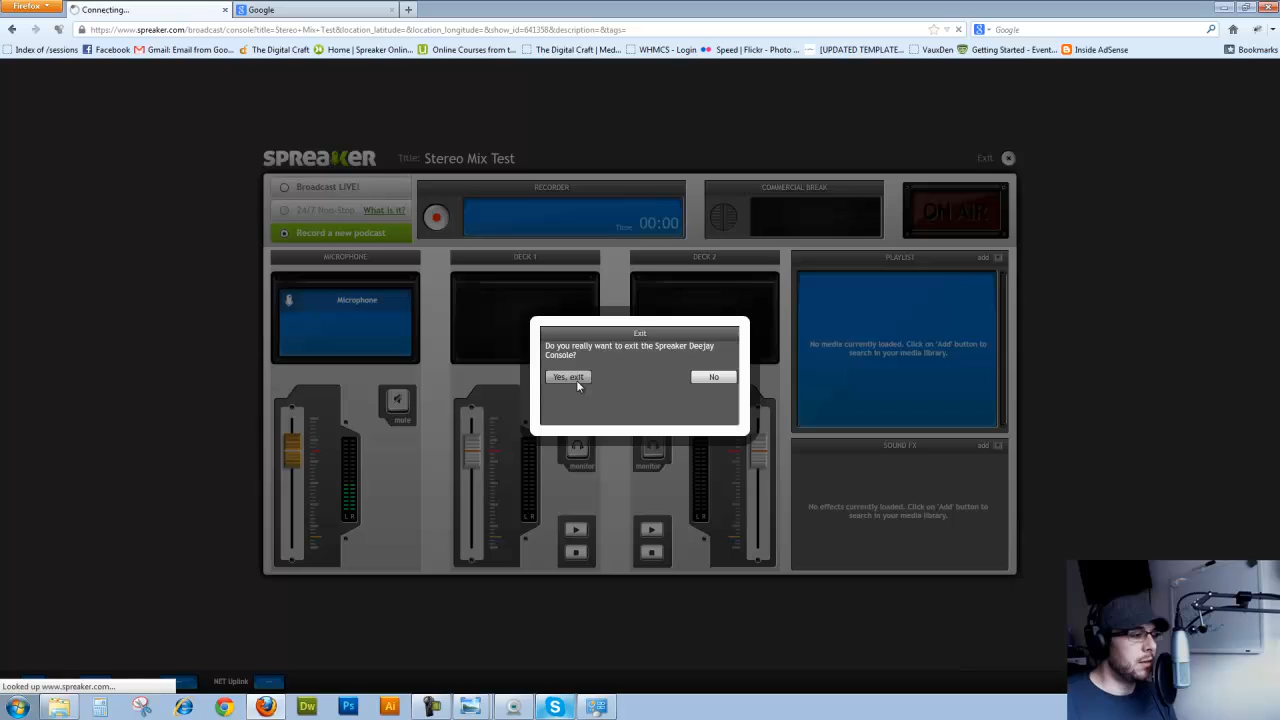 Firefox
Connecting...
Google
https://www.spreaker.com/broadcast/console?title=Stereo+Mix+Test&location_latitude=&location_longitude=&show_id=641358&description=&tags=
Google
Index of /sessions
Facebook
Gmail: Email from Goo...
The Digital Craft
Home | Spreaker Onlin...
Online Courses from t...
The Digital Craft | Med...
WHMCS - Login
Speed | Flickr - Photo ...
[UPDATED TEMPLATE...
VauxDen
Getting Started - Event...
Inside AdSense
Bookmarks
SPREAKER
Title: Stereo Mix Test
Exit
Broadcast LIVE!
24/7 Non-Stop What is it?
Record a new podcast
RECORDER
Time 00:00
COMMERCIAL BREAK
ON AIR
MICROPHONE
DECK 1
DECK 2
PLAYLIST
add
Microphone
No media currently loaded. Click on 'Add' button to
search in your media library.
Exit
Do you really want to exit the Spreaker Deejay
Console?
Yes, exit
No
mute
monitor
monitor
L R
L R
L R
SOUND FX
add
No effects currently loaded. Click on 'Add' button to
search in your media library.
NET Uplink
Looked up www.spreaker.com...
Dw
Ps
Ai
S